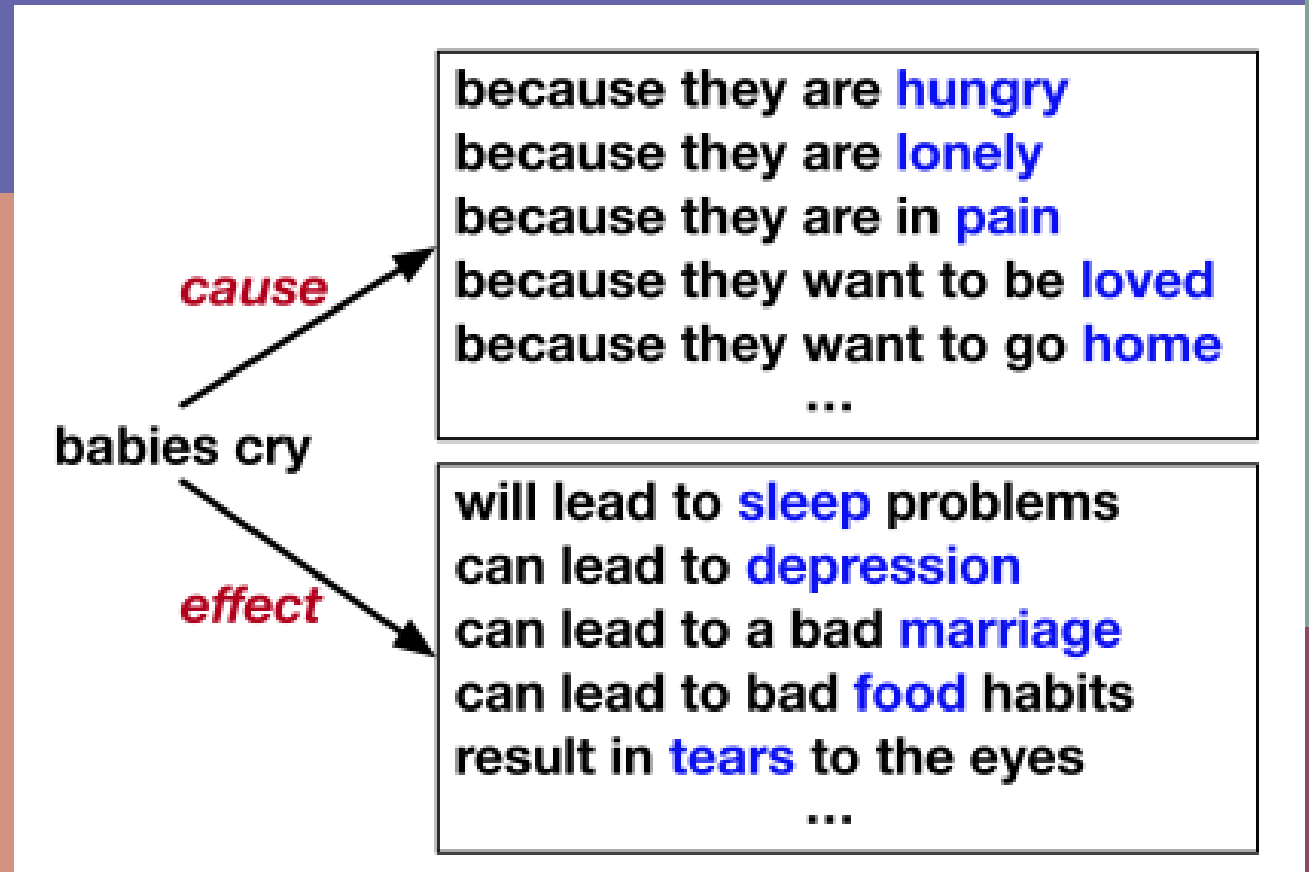 because they are hungry
because they are lonely
because they are in pain
because they want to be loved
because they want to go home
...
cause
babies cry
effect
will lead to sleep problems
can lead to depression
can lead to a bad marriage
can lead to bad food habits
result in tears to the eyes
...